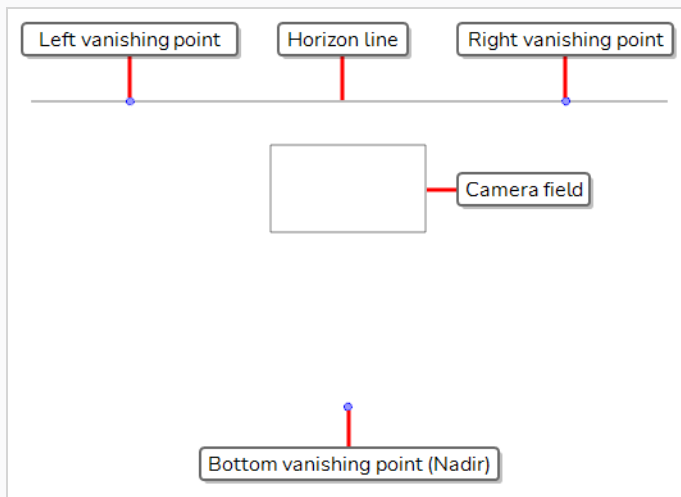 Left vanishing point
Horizon line
Right vanishing point
Camera field
Bottom vanishing point (Nadir)